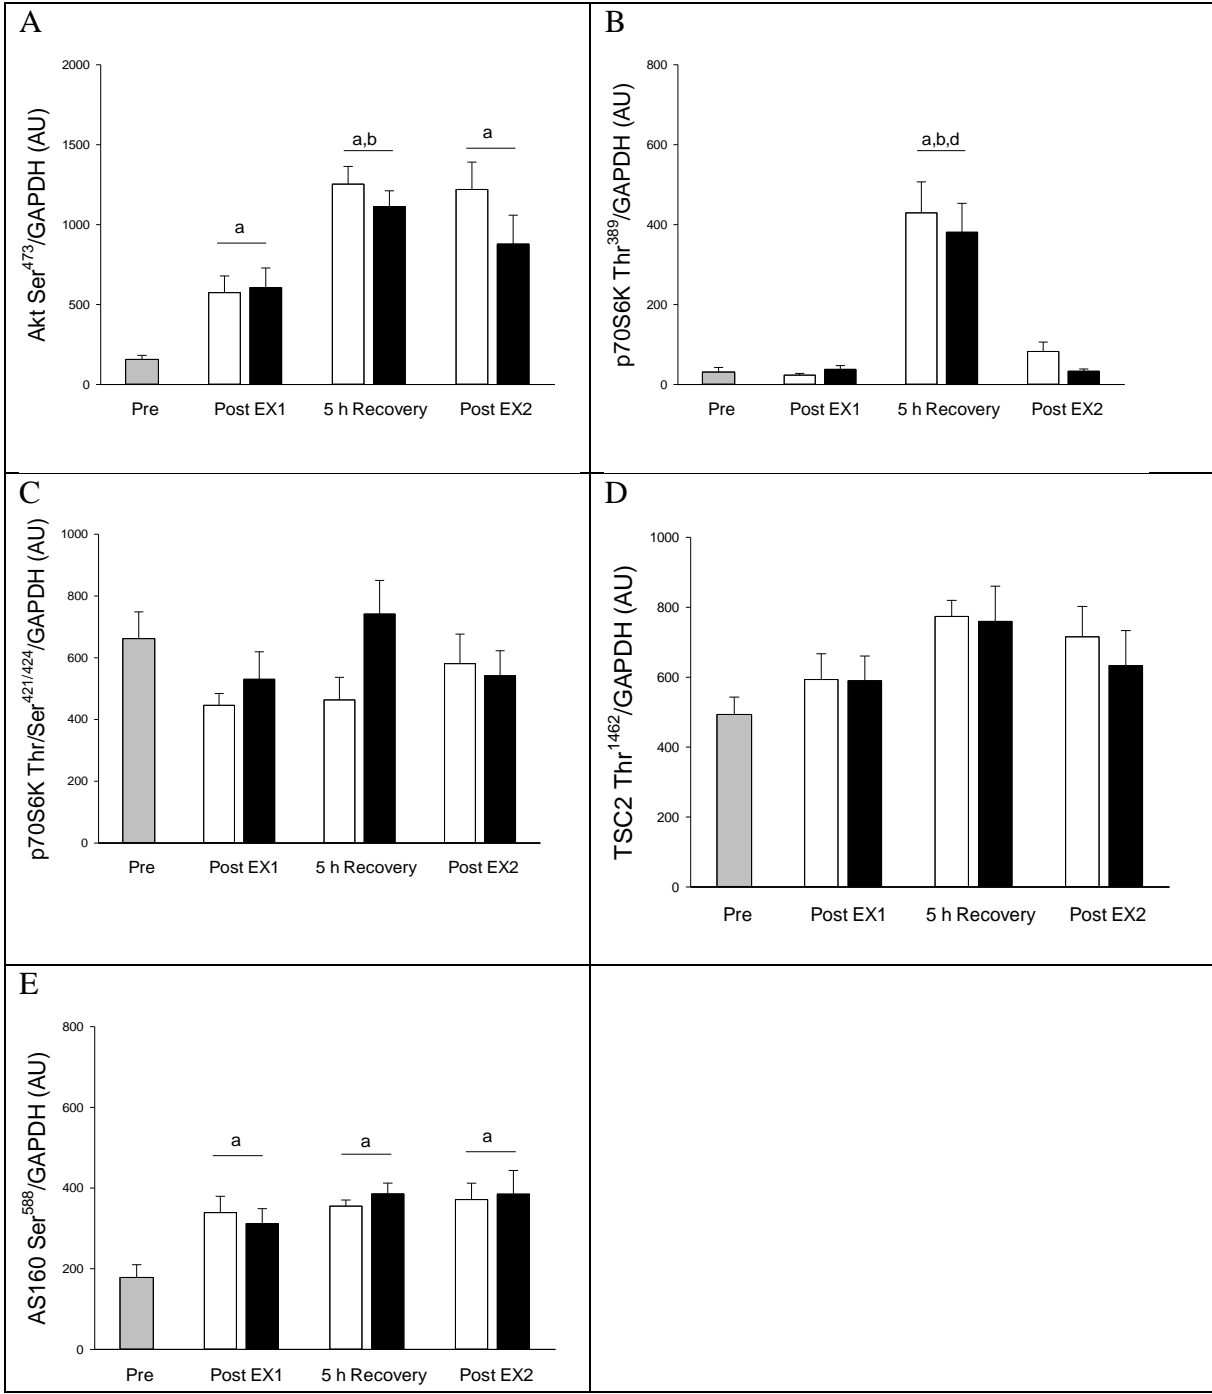 A
Akt Ser473/GAPDH (AU)
2000
1500
1000
500
0
a
a,b
a
Pre Post EX1 5 h Recovery Post EX2
B
p70S6K Thr389/GAPDH (AU)
800
600
400
200
0
a,b,d
Pre Post EX1 5 h Recovery Post EX2
C
p70S6K Thr/Ser421/424/GAPDH (AU)
1000
800
600
400
200
0
Pre Post EX1 5 h Recovery Post EX2
D
TSC2 Thr1462/GAPDH (AU)
1000
800
600
400
200
0
Pre Post EX1 5 h Recovery Post EX2
E
AS160 Ser588/GAPDH (AU)
800
600
400
200
0
a
a
a
Pre Post EX1 5 h Recovery Post EX2